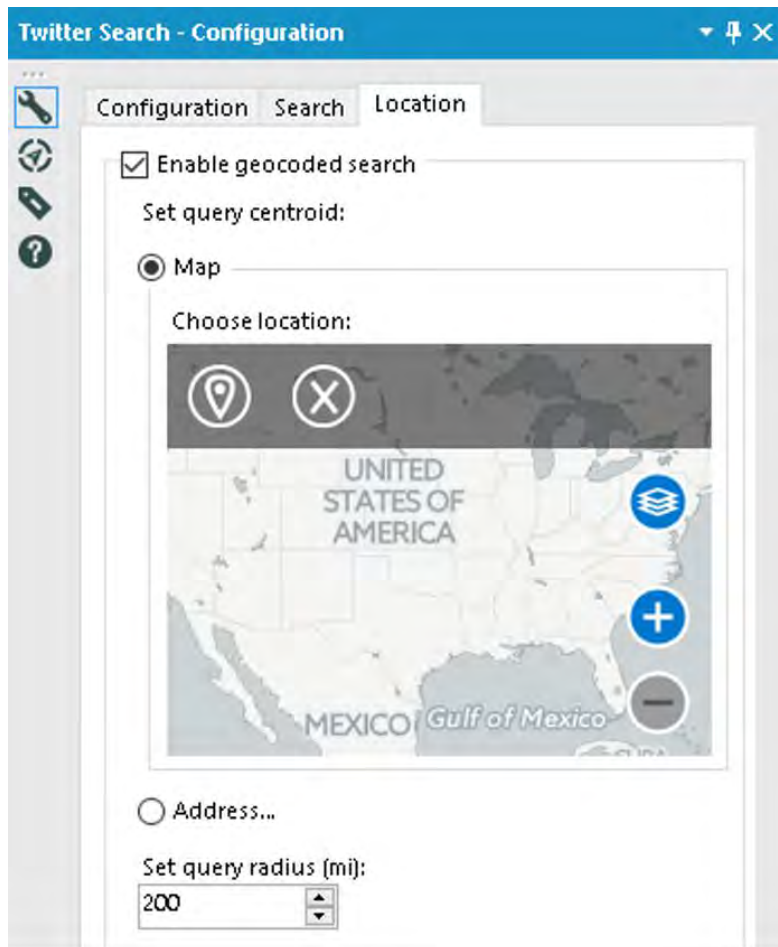 Twitter Search - Configuration
Configuration Search Location
Enable geocoded search
Set query centroid:
Map
Choose location:
UNITED
STATES OF
AMERICA
MEXICO Gulf of Mexico
CUBA
Address...
Set query radius (mi):
200